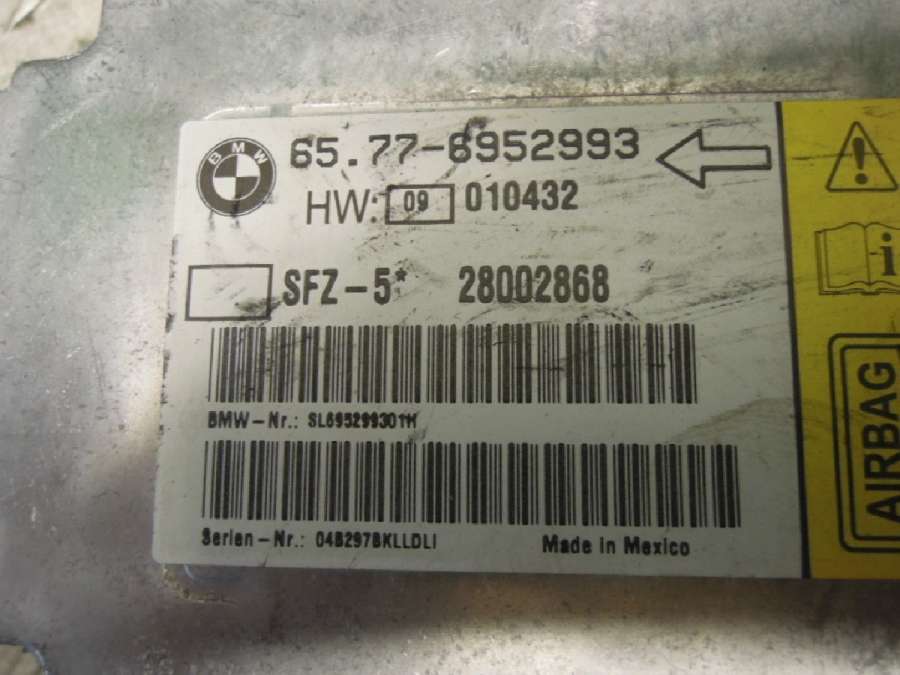 BMW
65.77-6952993
HW: 09 010432
SFZ-5* 28002868
BMW-Nr.: SL695299301H
Serien-Nr.: 04B297BKLLDLI
Made in Mexico
!
i
AIRBAG